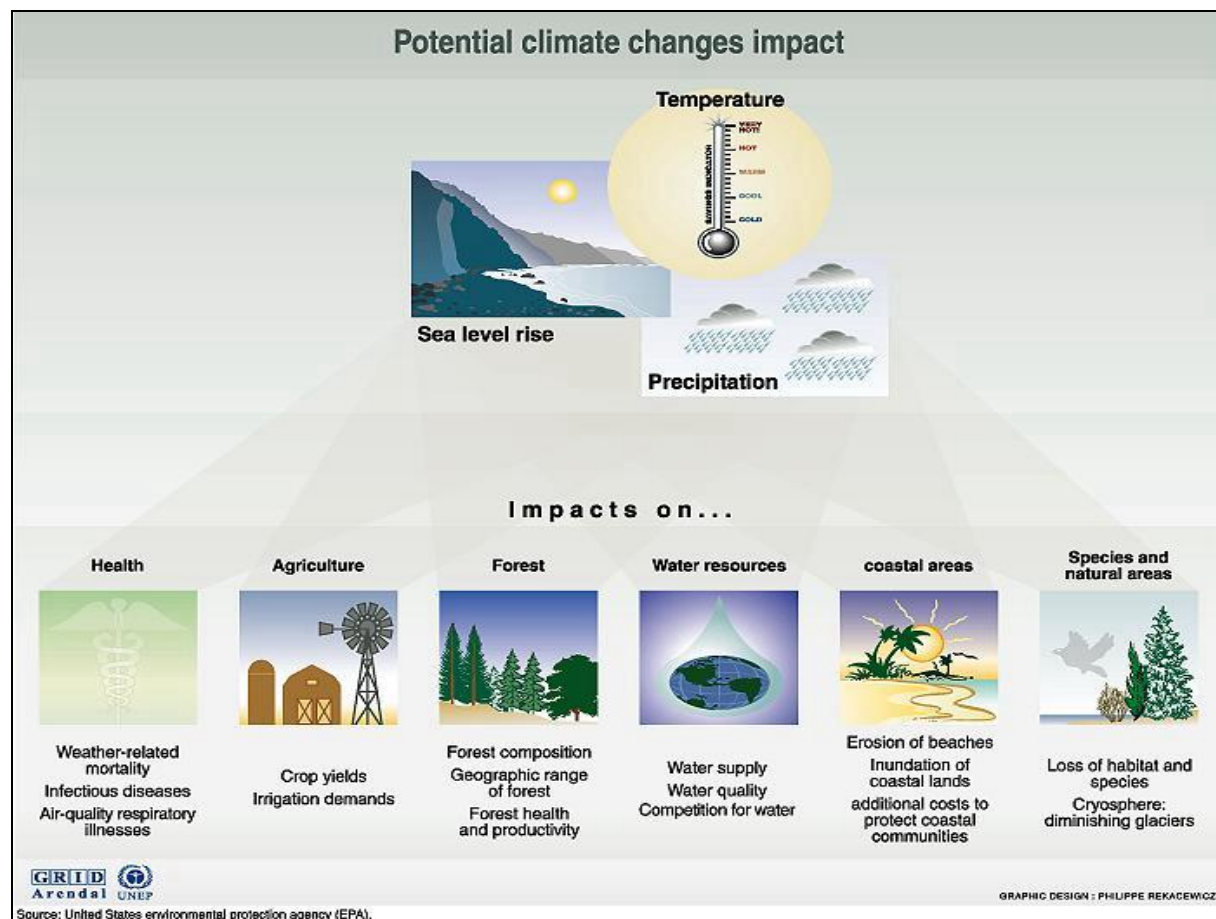 Potential climate changes impact
Temperature
VERY
HOT!
HOT
WARM
COOL
COLD
Sea level rise
Precipitation
Impacts on...
Health
Agriculture
Forest
Water resources
coastal areas
Species and
natural areas
Weather-related
mortality
Infectious diseases
Air-quality respiratory
illnesses
Crop yields
Irrigation demands
Forest composition
Geographic range
of forest
Forest health
and productivity
Water supply
Water quality
Competition for water
Erosion of beaches
Inundation of
coastal lands
additional costs to
protect coastal
communities
Loss of habitat and
species
Cryosphere:
diminishing glaciers
GRID
Arendal
UNEP
GRAPHIC DESIGN : PHILIPPE REKACEWICZ
Source: United States environmental protection agency (EPA).